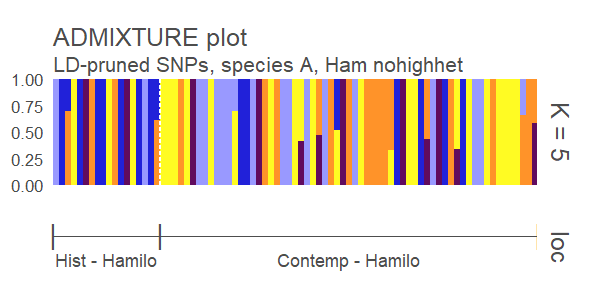 ADMIXTURE plot
LD-pruned SNPs, species A, Ham nohighhet
1.00
0.75
0.50
0.25
0.00
K = 5
loc
Hist - Hamilo
Contemp - Hamilo